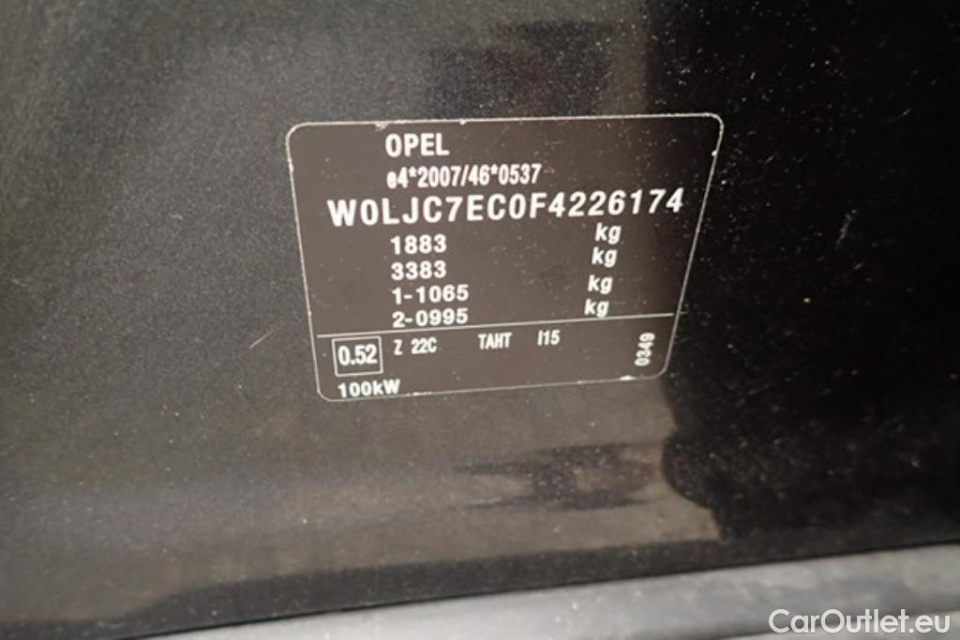 OPEL
e4*2007/46*0537
W0LJC7EC0F4226174
1883 kg
3383 kg
1-1065 kg
2-0995 kg
0.52 Z 22C TAHT I15 0349
100kW
CarOutlet.eu